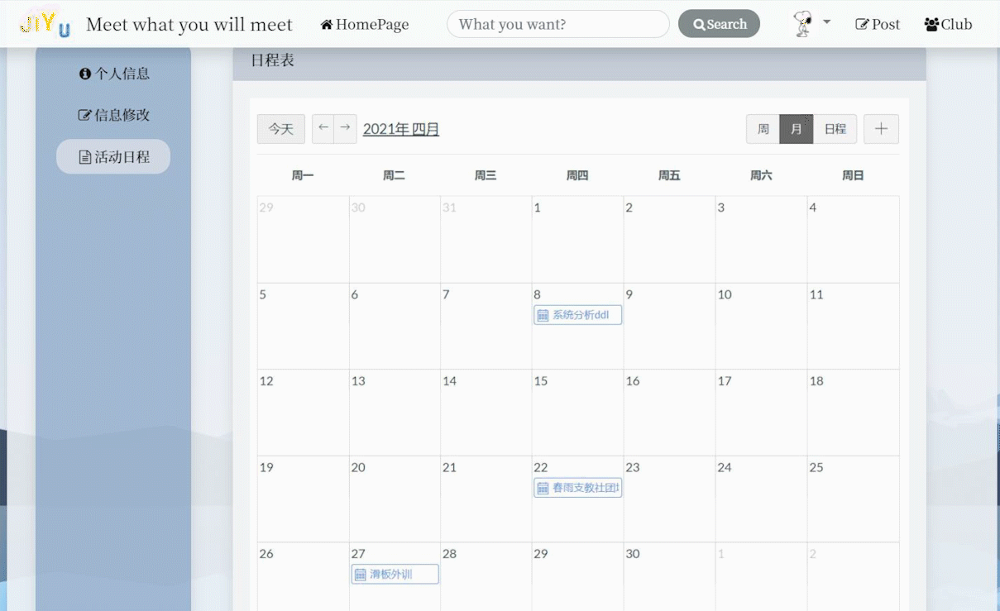 JiYU Meet what you will meet HomePage What you want? Search Post Club
个人信息
信息修改
活动日程
日程表
今天 ← → 2021年 四月 周 月 日程 +
周一 周二 周三 周四 周五 周六 周日
29 30 31 1 2 3 4
5 6 7 8 9 10 11
系统分析ddl
12 13 14 15 16 17 18
19 20 21 22 23 24 25
春雨支教社团
26 27 28 29 30 1 2
滑板外训